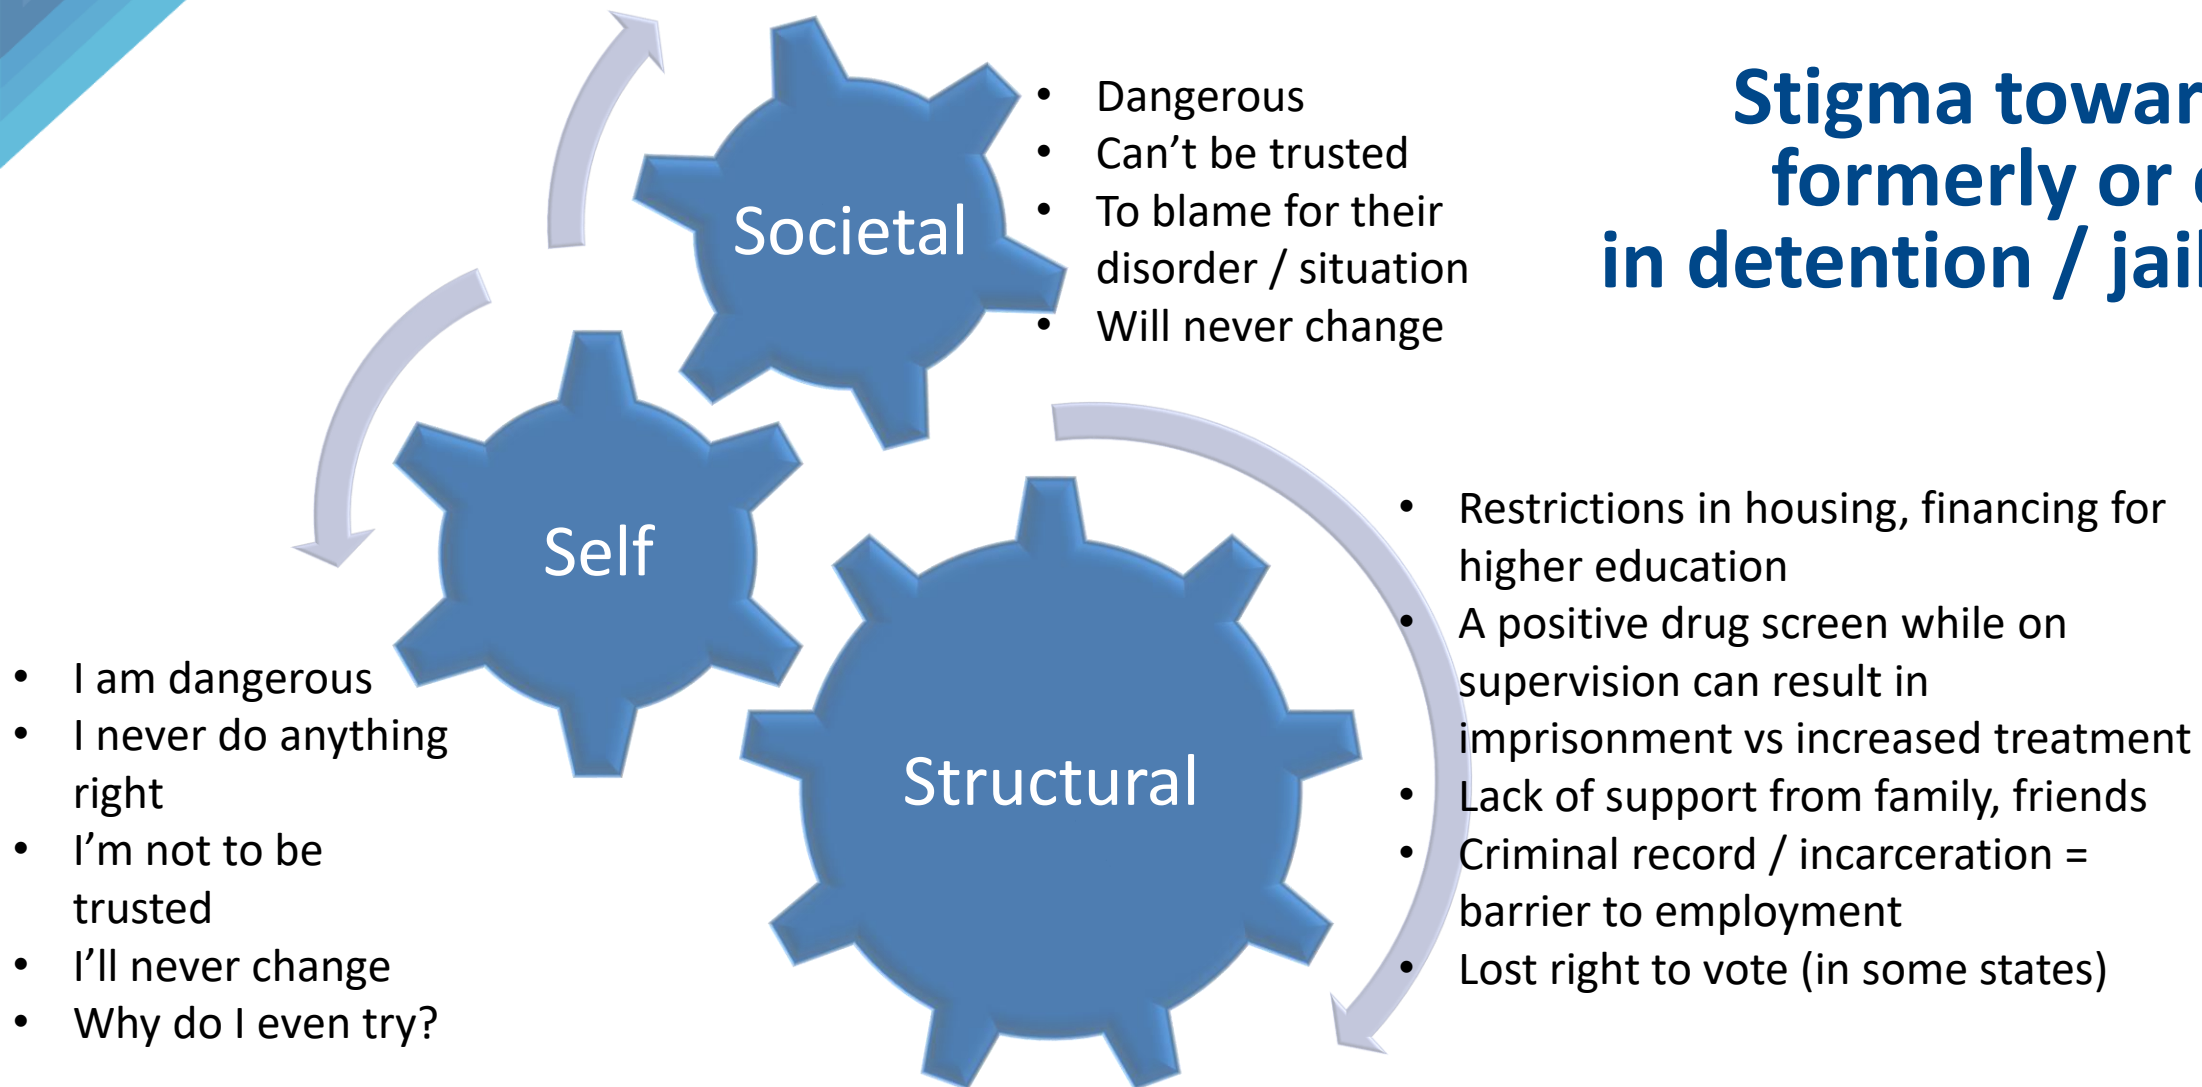 Stigma towar
formerly or
in detention / jail
Societal
• Dangerous
• Can’t be trusted
• To blame for their
disorder / situation
• Will never change
Self
• I am dangerous
• I never do anything
right
• I’m not to be
trusted
• I’ll never change
• Why do I even try?
Structural
• Restrictions in housing, financing for
higher education
• A positive drug screen while on
supervision can result in
imprisonment vs increased treatment
• Lack of support from family, friends
• Criminal record / incarceration =
barrier to employment
• Lost right to vote (in some states)